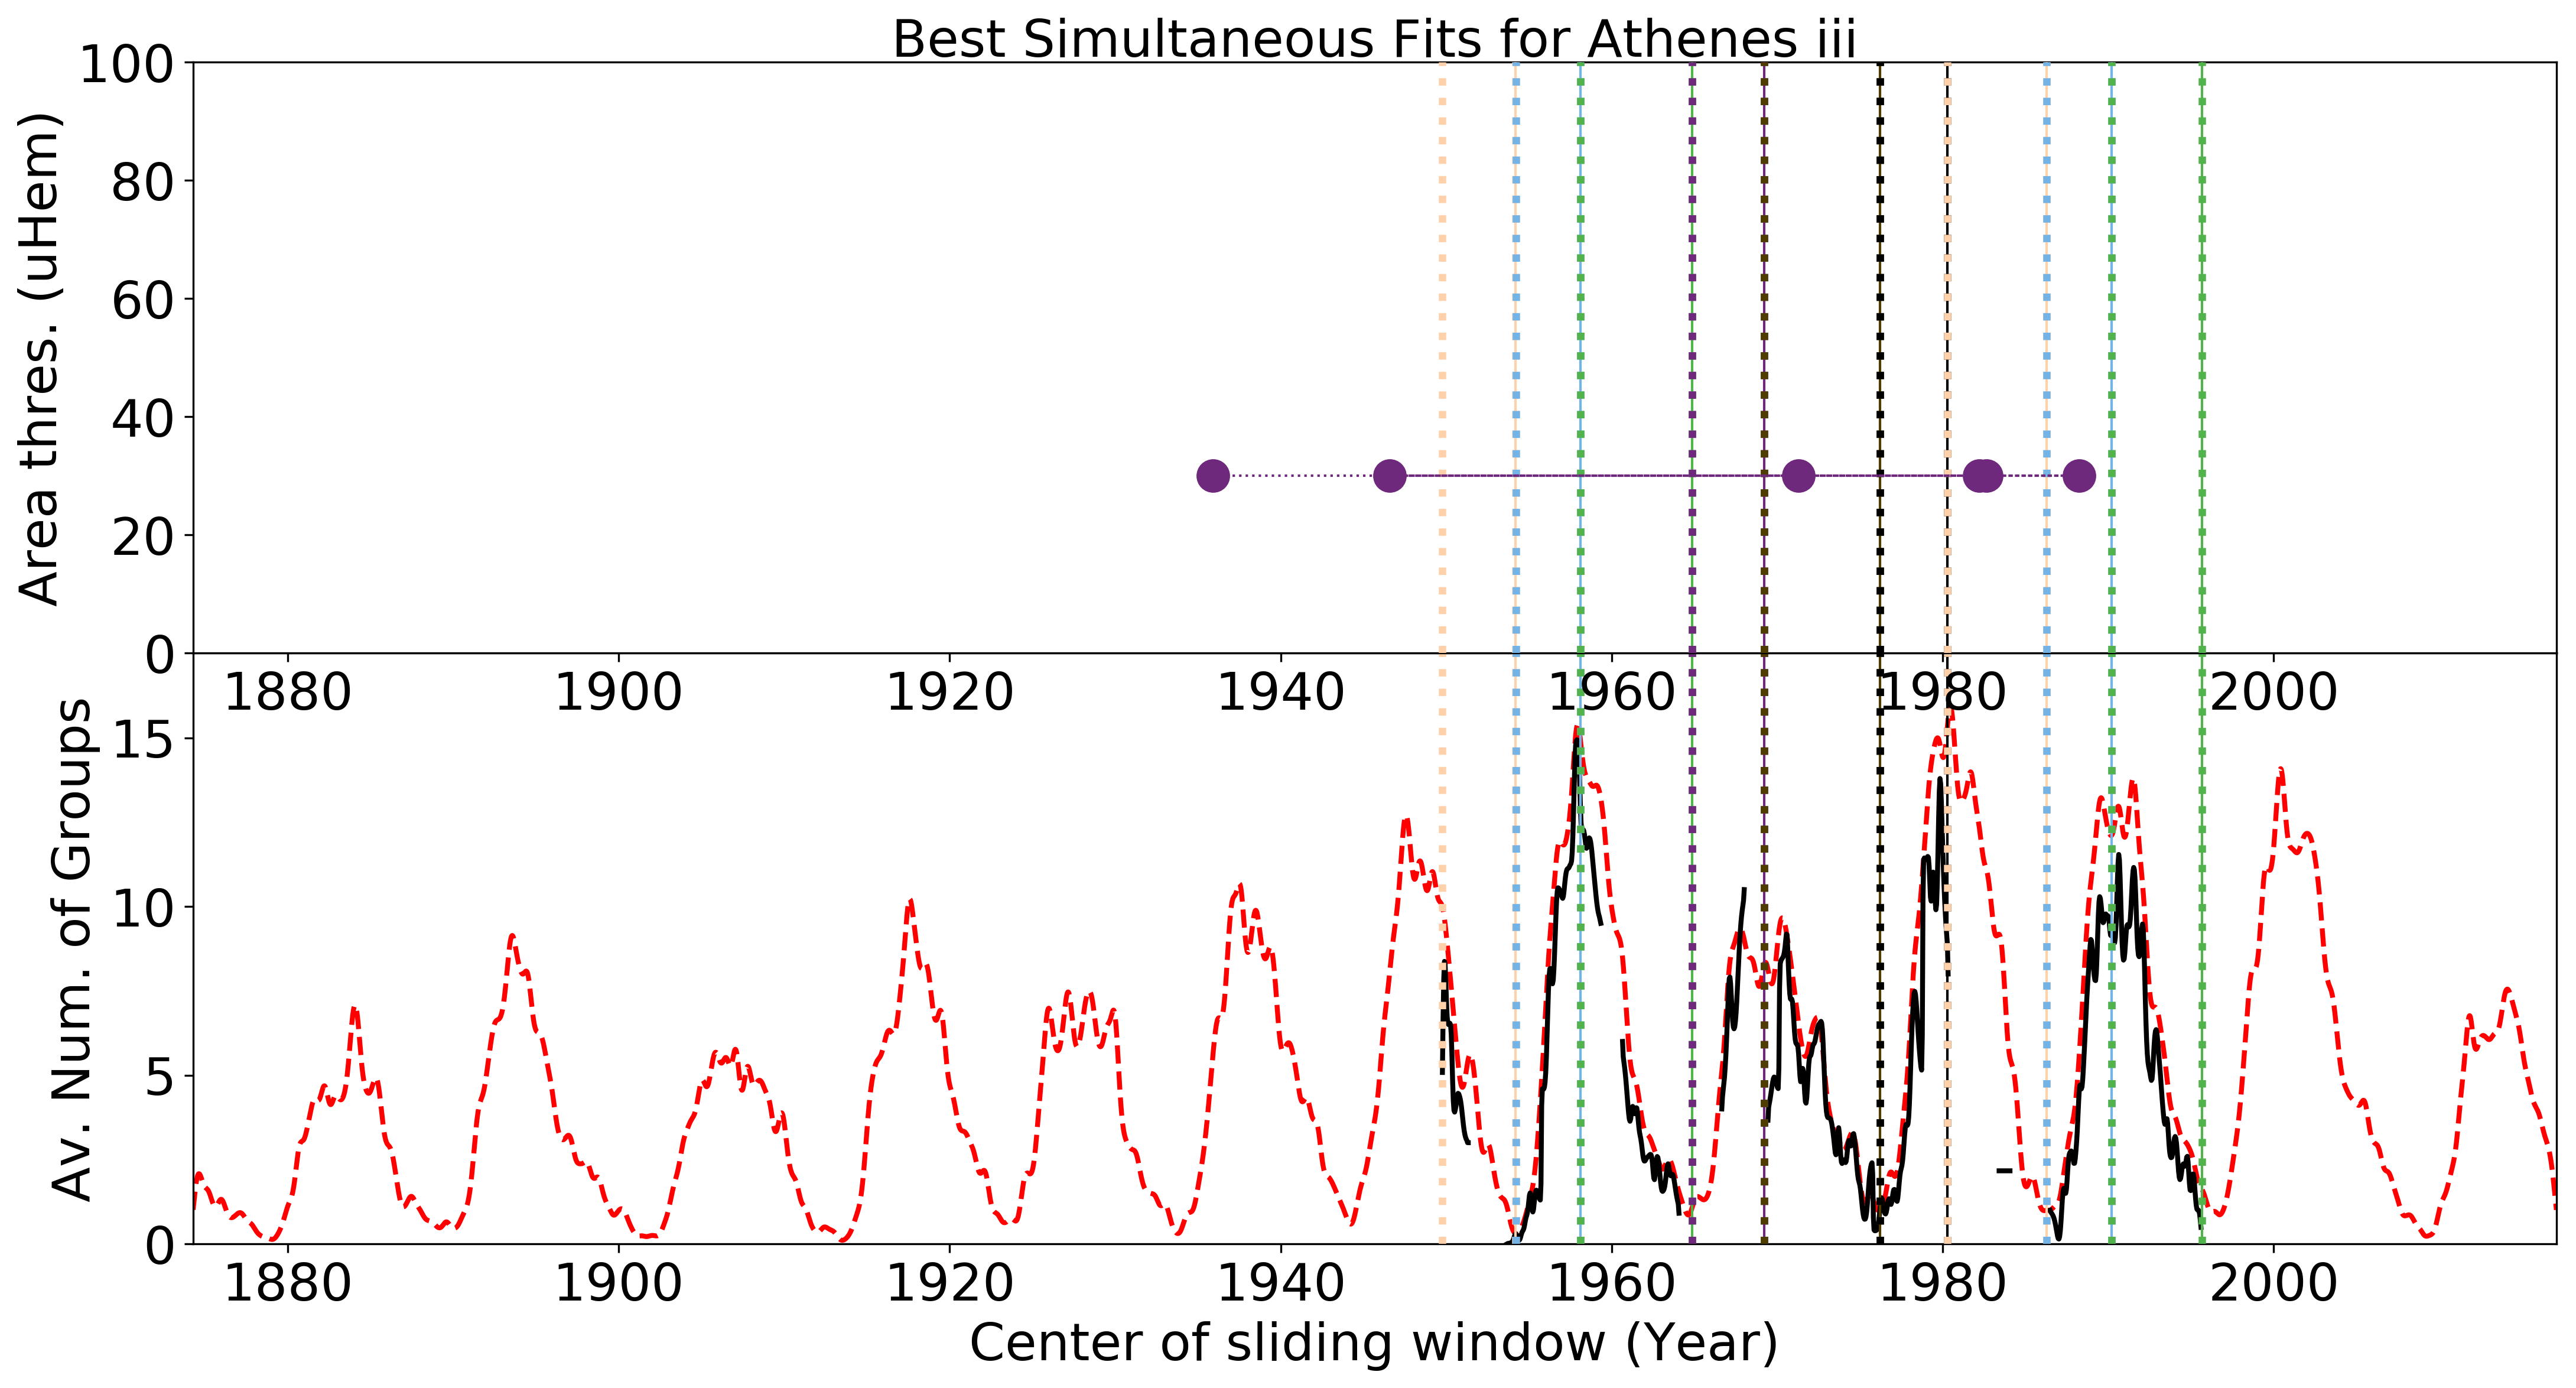 Best Simultaneous Fits for Athenes iii
Area thres. (uHem)
100
80
60
40
20
0
1880 1900 1920 1940 1960 1980 2000
Av. Num. of Groups
15
10
5
0
1880 1900 1920 1940 1960 1980 2000
Center of sliding window (Year)